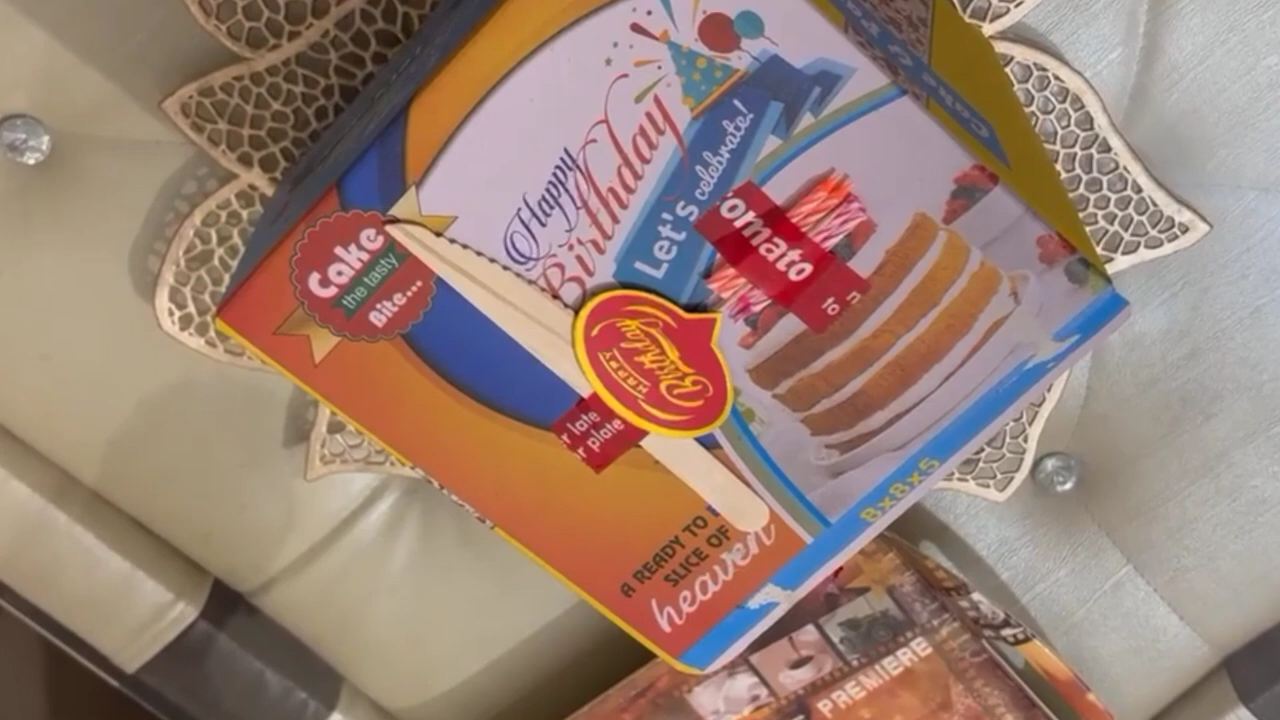 Happy
Birthday
Let's celebrate!
Cake
the tasty
Bite...
omato
HAPPY
Birthday
r late
r plate
A READY TO
SLICE OF
heaven
8x8x5
PREMIERE